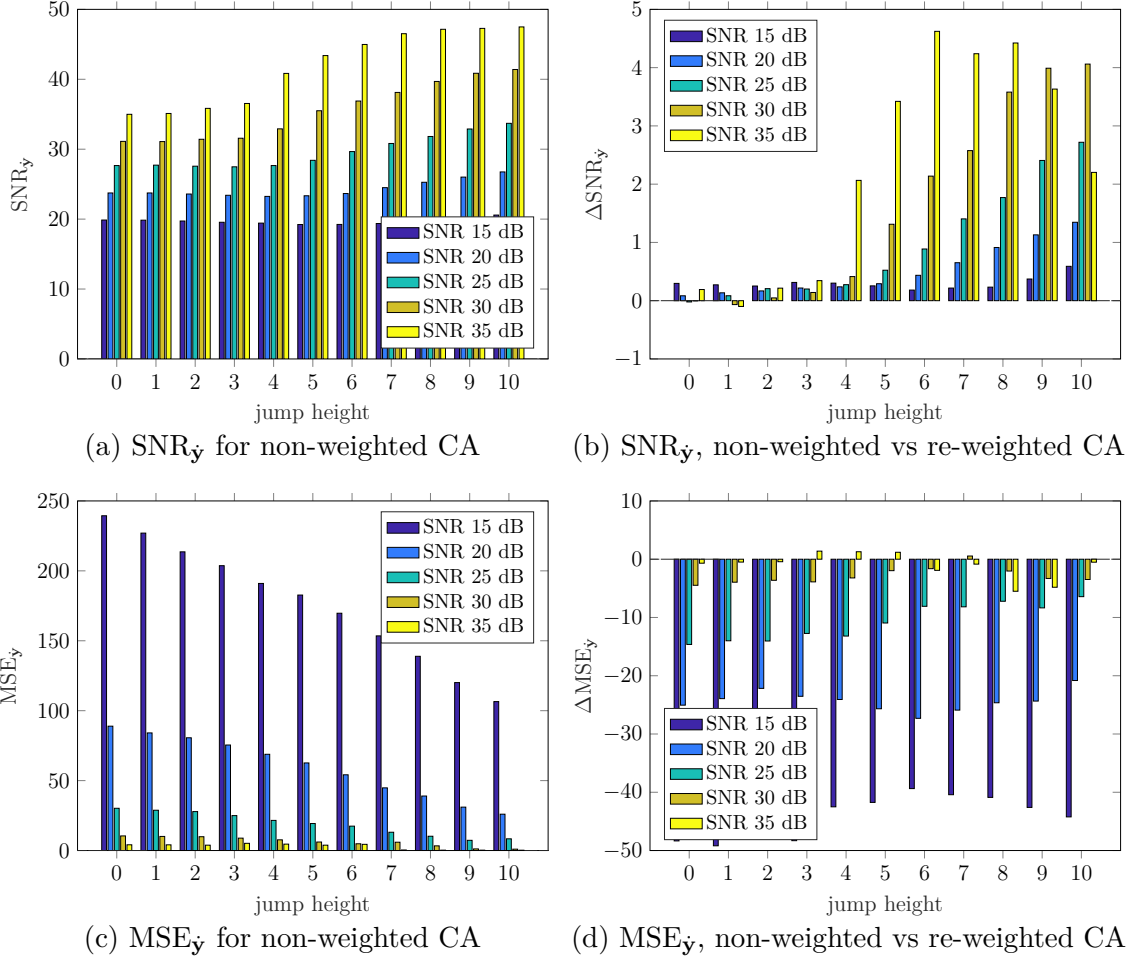 50
40
30
20
10
0
SNRẏ
SNR 15 dB
SNR 20 dB
SNR 25 dB
SNR 30 dB
SNR 35 dB
0 1 2 3 4 5 6 7 8 9 10
jump height
(a) SNRẏ for non-weighted CA
5
4
3
2
1
0
−1
ΔSNRẏ
SNR 15 dB
SNR 20 dB
SNR 25 dB
SNR 30 dB
SNR 35 dB
0 1 2 3 4 5 6 7 8 9 10
jump height
(b) SNRẏ, non-weighted vs re-weighted CA
250
200
150
100
50
0
MSEẏ
SNR 15 dB
SNR 20 dB
SNR 25 dB
SNR 30 dB
SNR 35 dB
0 1 2 3 4 5 6 7 8 9 10
jump height
(c) MSEẏ for non-weighted CA
10
0
−10
−20
−30
−40
−50
ΔMSEẏ
SNR 15 dB
SNR 20 dB
SNR 25 dB
SNR 30 dB
SNR 35 dB
0 1 2 3 4 5 6 7 8 9 10
jump height
(d) MSEẏ, non-weighted vs re-weighted CA